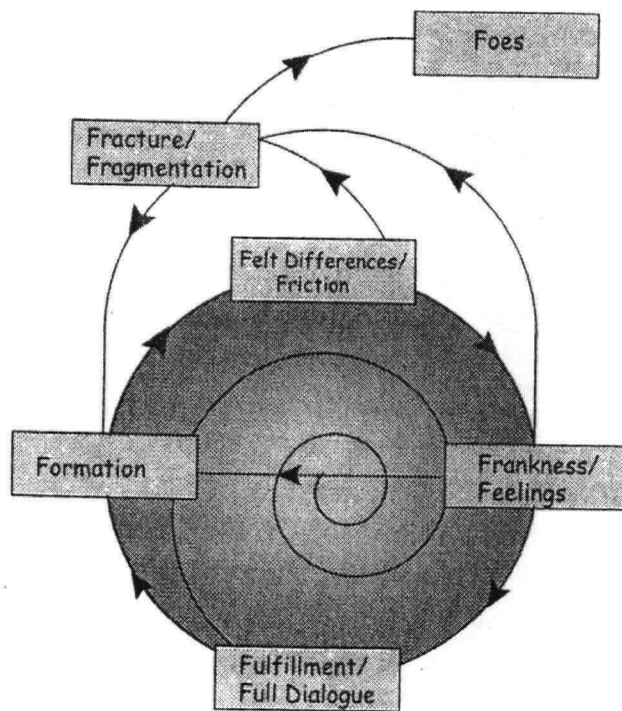 Foes
Fracture/
Fragmentation
Felt Differences/
Friction
Formation
Frankness/
Feelings
Fulfillment/
Full Dialogue